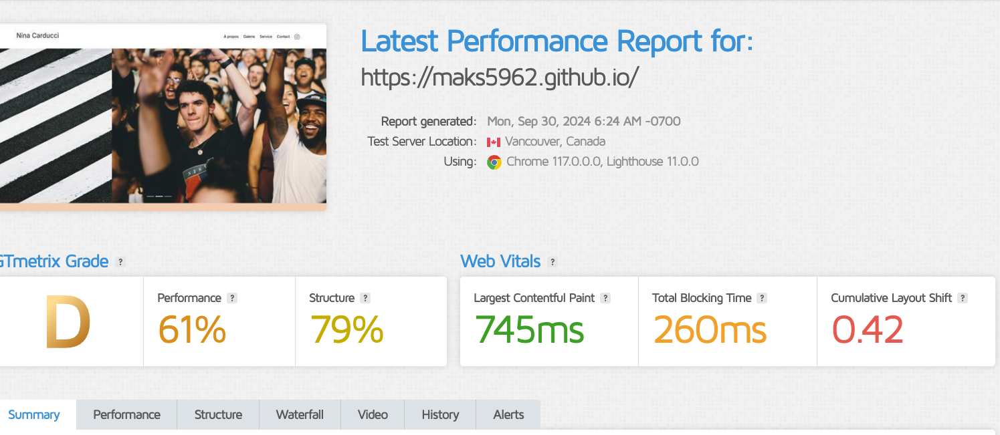 Nina Carducci
À propos Galerie Service Contact
Latest Performance Report for:
https://maks5962.github.io/
Report generated: Mon, Sep 30, 2024 6:24 AM -0700
Test Server Location: Vancouver, Canada
Using: Chrome 117.0.0.0, Lighthouse 11.0.0
GTmetrix Grade ?
Web Vitals ?
D
Performance ?
61%
Structure ?
79%
Largest Contentful Paint ?
745ms
Total Blocking Time ?
260ms
Cumulative Layout Shift ?
0.42
Summary Performance Structure Waterfall Video History Alerts